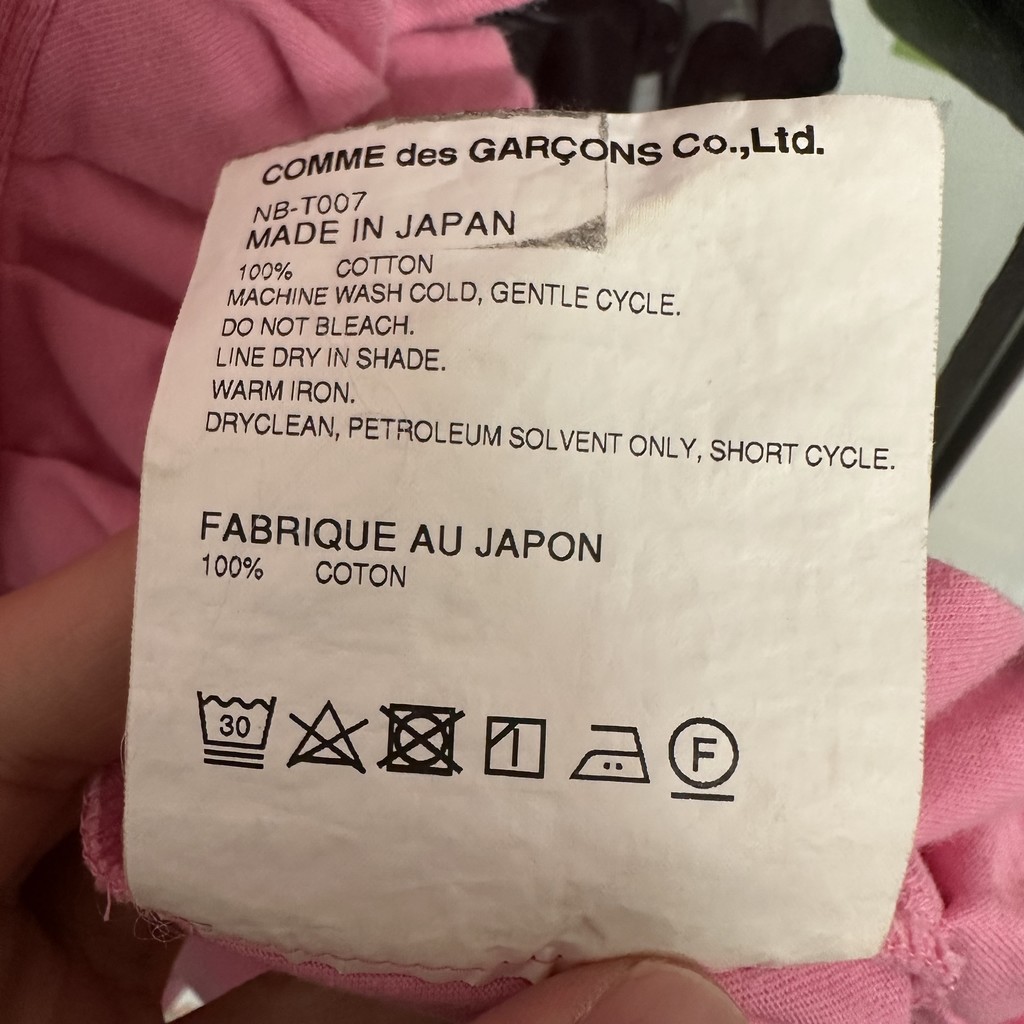 COMME des GARÇONS Co.,Ltd.
NB-T007
MADE IN JAPAN
100% COTTON
MACHINE WASH COLD, GENTLE CYCLE.
DO NOT BLEACH.
LINE DRY IN SHADE.
WARM IRON.
DRYCLEAN, PETROLEUM SOLVENT ONLY, SHORT CYCLE.
FABRIQUE AU JAPON
100% COTON
30 F